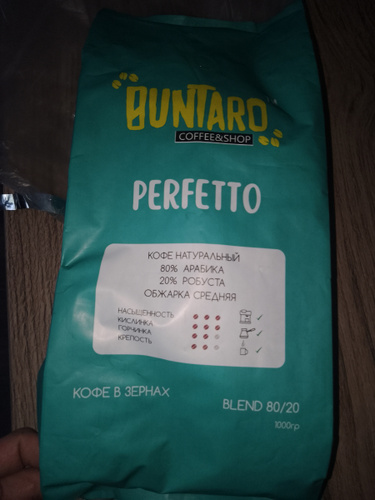 BUNTARO
COFFEE&SHOP
PERFETTO
КОФЕ НАТУРАЛЬНЫЙ
80% АРАБИКА
20% РОБУСТА
ОБЖАРКА СРЕДНЯЯ
НАСЫЩЕННОСТЬ
КИСЛИНКА
ГОРЧИНКА
КРЕПОСТЬ
КОФЕ В ЗЕРНАХ
BLEND 80/20
1000гр